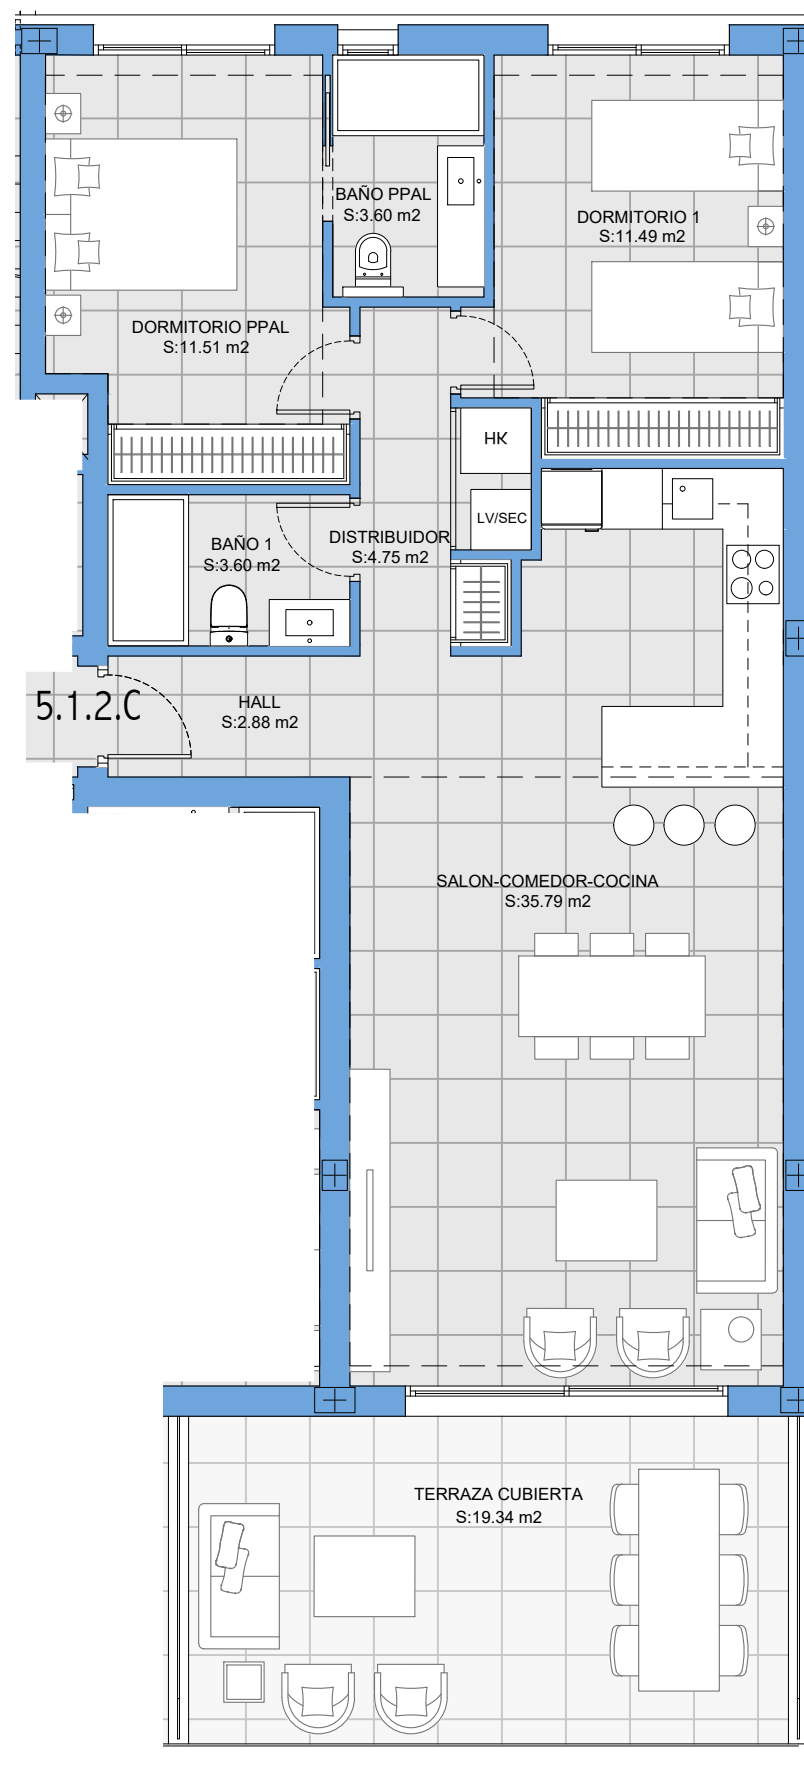 BAÑO PPAL
S:3.60 m2
DORMITORIO 1
S:11.49 m2
DORMITORIO PPAL
S:11.51 m2
HK
LV/SEC
BAÑO 1
S:3.60 m2
DISTRIBUIDOR
S:4.75 m2
5.1.2.C
HALL
S:2.88 m2
SALON-COMEDOR-COCINA
S:35.79 m2
TERRAZA CUBIERTA
S:19.34 m2